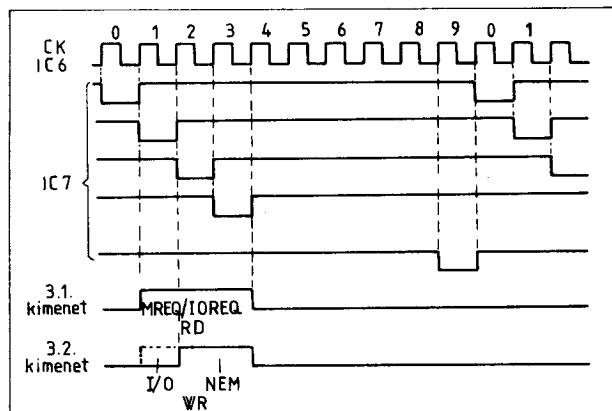 0 1 2 3 4 5 6 7 8 9 0 1
CK
IC6
IC7
3.1.
kimenet
MREQ/IOREQ
RD
3.2.
kimenet
I/O NEM
WR